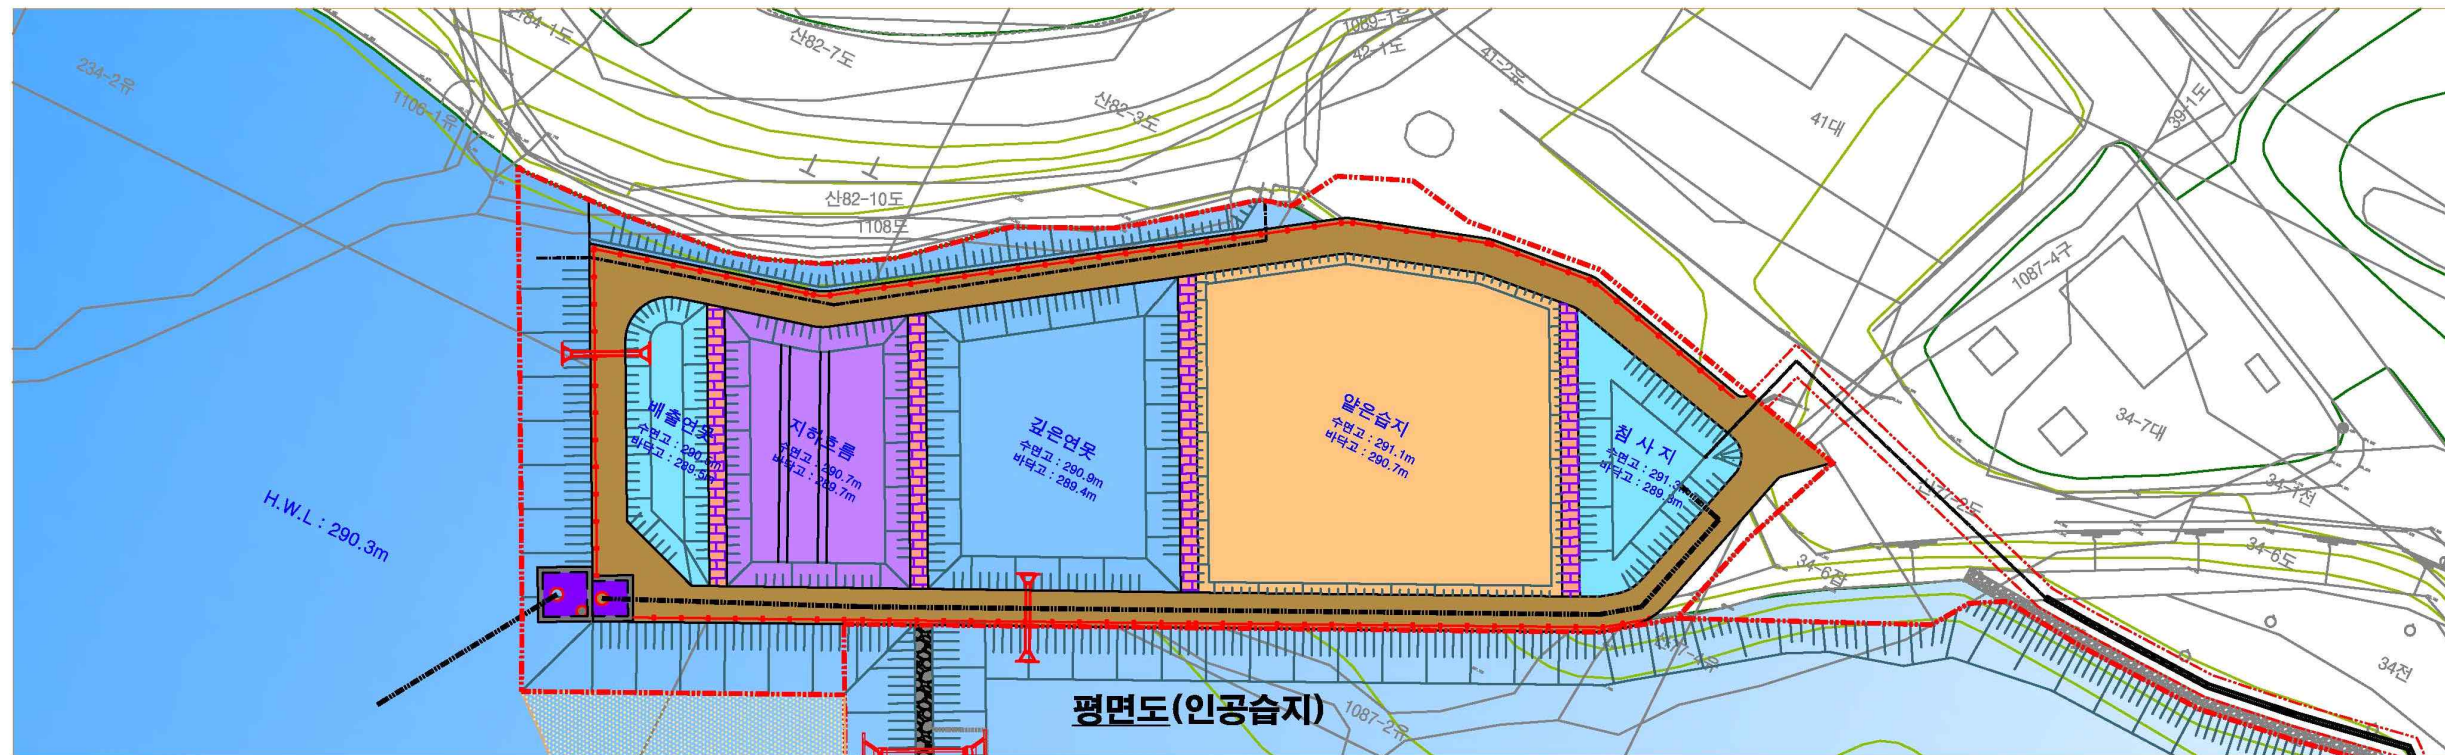 산82-7도
1089-1유
42-1도
41-2유
234-2유
1106-1유
산82-3도
41대
39-1도
산82-10도
1108도
1087-4구
34-7대
배출연못
지하흐름
수면고 : 290.7m
바닥고 : 289.7m
깊은연못
수면고 : 290.9m
바닥고 : 289.4m
얕은습지
수면고 : 291.1m
바닥고 : 290.7m
침 사 지
H.W.L : 290.3m
산77-2도
34-1전
34-6도
34-6잡
34전
1087-2유
평면도(인공습지)